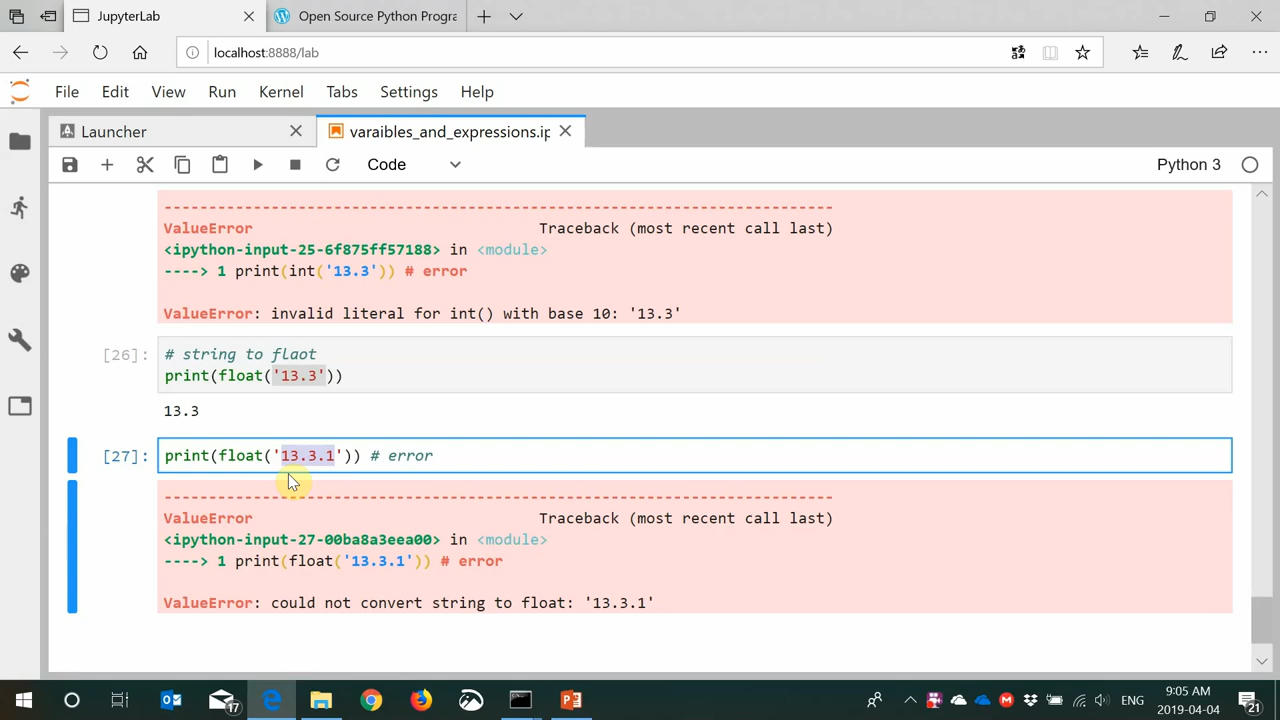 JupyterLab
Open Source Python Progra
localhost:8888/lab
File Edit View Run Kernel Tabs Settings Help
Launcher
varaibles_and_expressions.ip
Code
Python 3
--------------------------------------------------------------------------- 
ValueError Traceback (most recent call last)
<ipython-input-25-6f875ff57188> in <module>
----> 1 print(int('13.3')) # error
ValueError: invalid literal for int() with base 10: '13.3'
[26]:
# string to flaot
print(float('13.3'))
13.3
[27]:
print(float('13.3.1')) # error
---------------------------------------------------------------------------
ValueError Traceback (most recent call last)
<ipython-input-27-00ba8a3eea00> in <module>
----> 1 print(float('13.3.1')) # error
ValueError: could not convert string to float: '13.3.1'
17
ENG
9:05 AM
2019-04-04
21